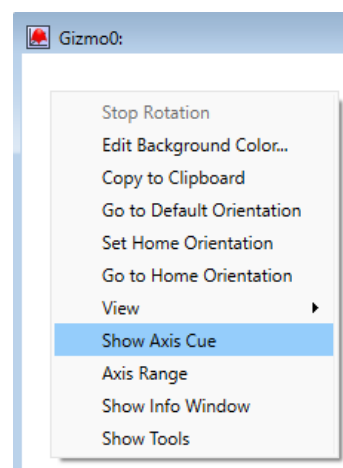 Gizmo0:
Stop Rotation
Edit Background Color...
Copy to Clipboard
Go to Default Orientation
Set Home Orientation
Go to Home Orientation
View
Show Axis Cue
Axis Range
Show Info Window
Show Tools